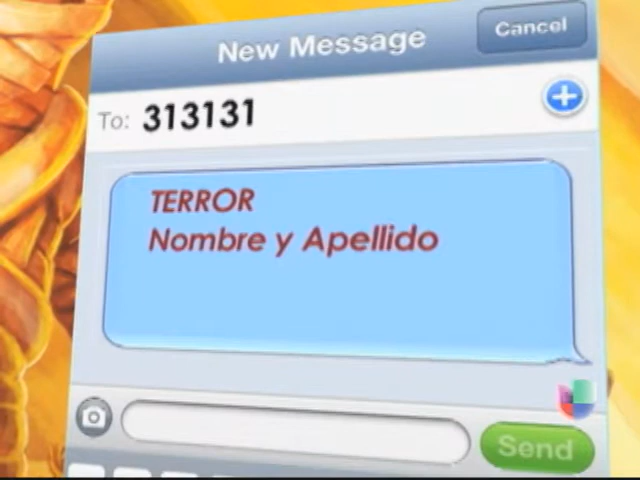 New Message
Cancel
To: 313131
TERROR
Nombre y Apellido
Send